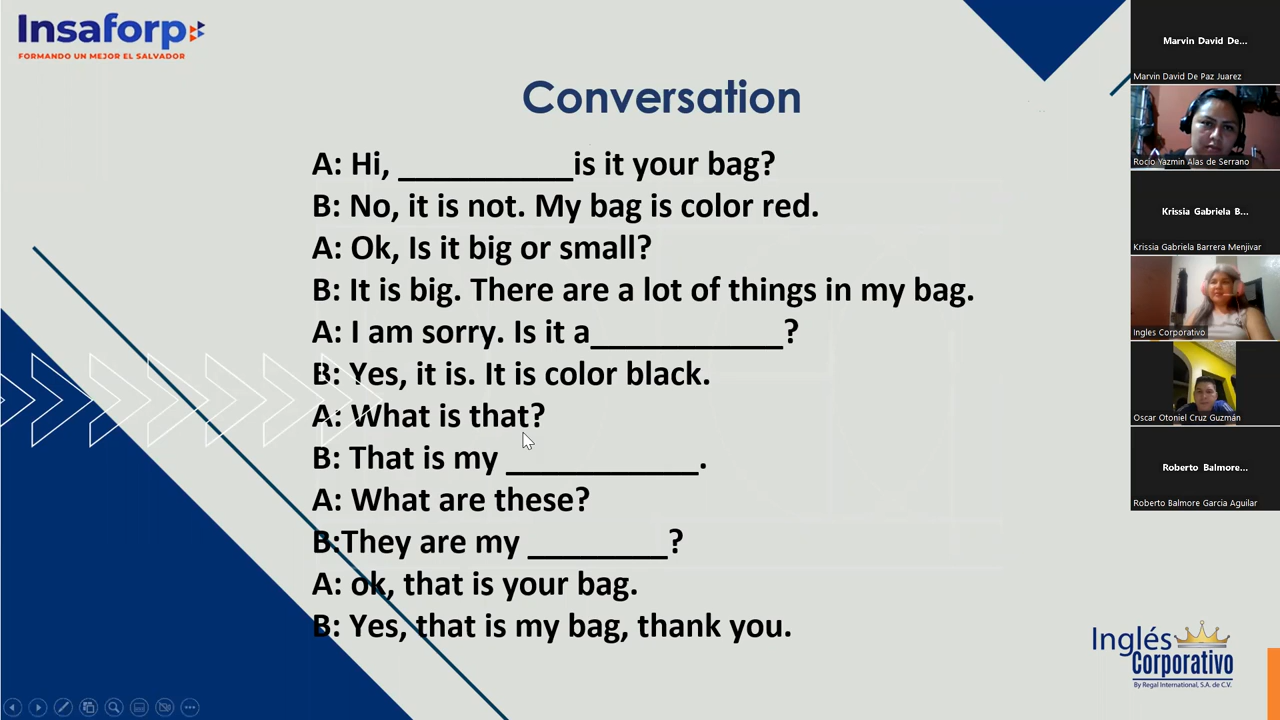 Insaforp
FORMANDO UN MEJOR EL SALVADOR
Conversation
A: Hi, __________is it your bag?
B: No, it is not. My bag is color red.
A: Ok, Is it big or small?
B: It is big. There are a lot of things in my bag.
A: I am sorry. Is it a___________?
B: Yes, it is. It is color black.
A: What is that?
B: That is my ___________.
A: What are these?
B:They are my ________?
A: ok, that is your bag.
B: Yes, that is my bag, thank you.
Inglés
Corporativo
By Regal International, S.A. de C.V.
Marvin David De...
Marvin David De Paz Juarez
Rocio Yazmin Alas de Serrano
Krissia Gabriela B...
Krissia Gabriela Barrera Menjivar
Ingles Corporativo
Oscar Otoniel Cruz Guzmán
Roberto Balmore...
Roberto Balmore Garcia Aguilar